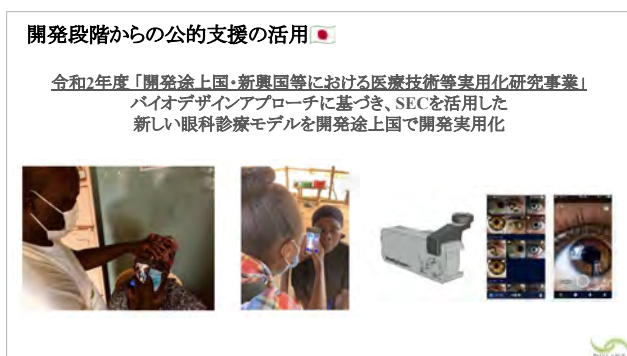 開発段階からの公的支援の活用
令和2年度 「開発途上国・新興国等における医療技術等実用化研究事業」
バイオデザインアプローチに基づき、SECを活用した
新しい眼科診療モデルを開発途上国で開発実用化